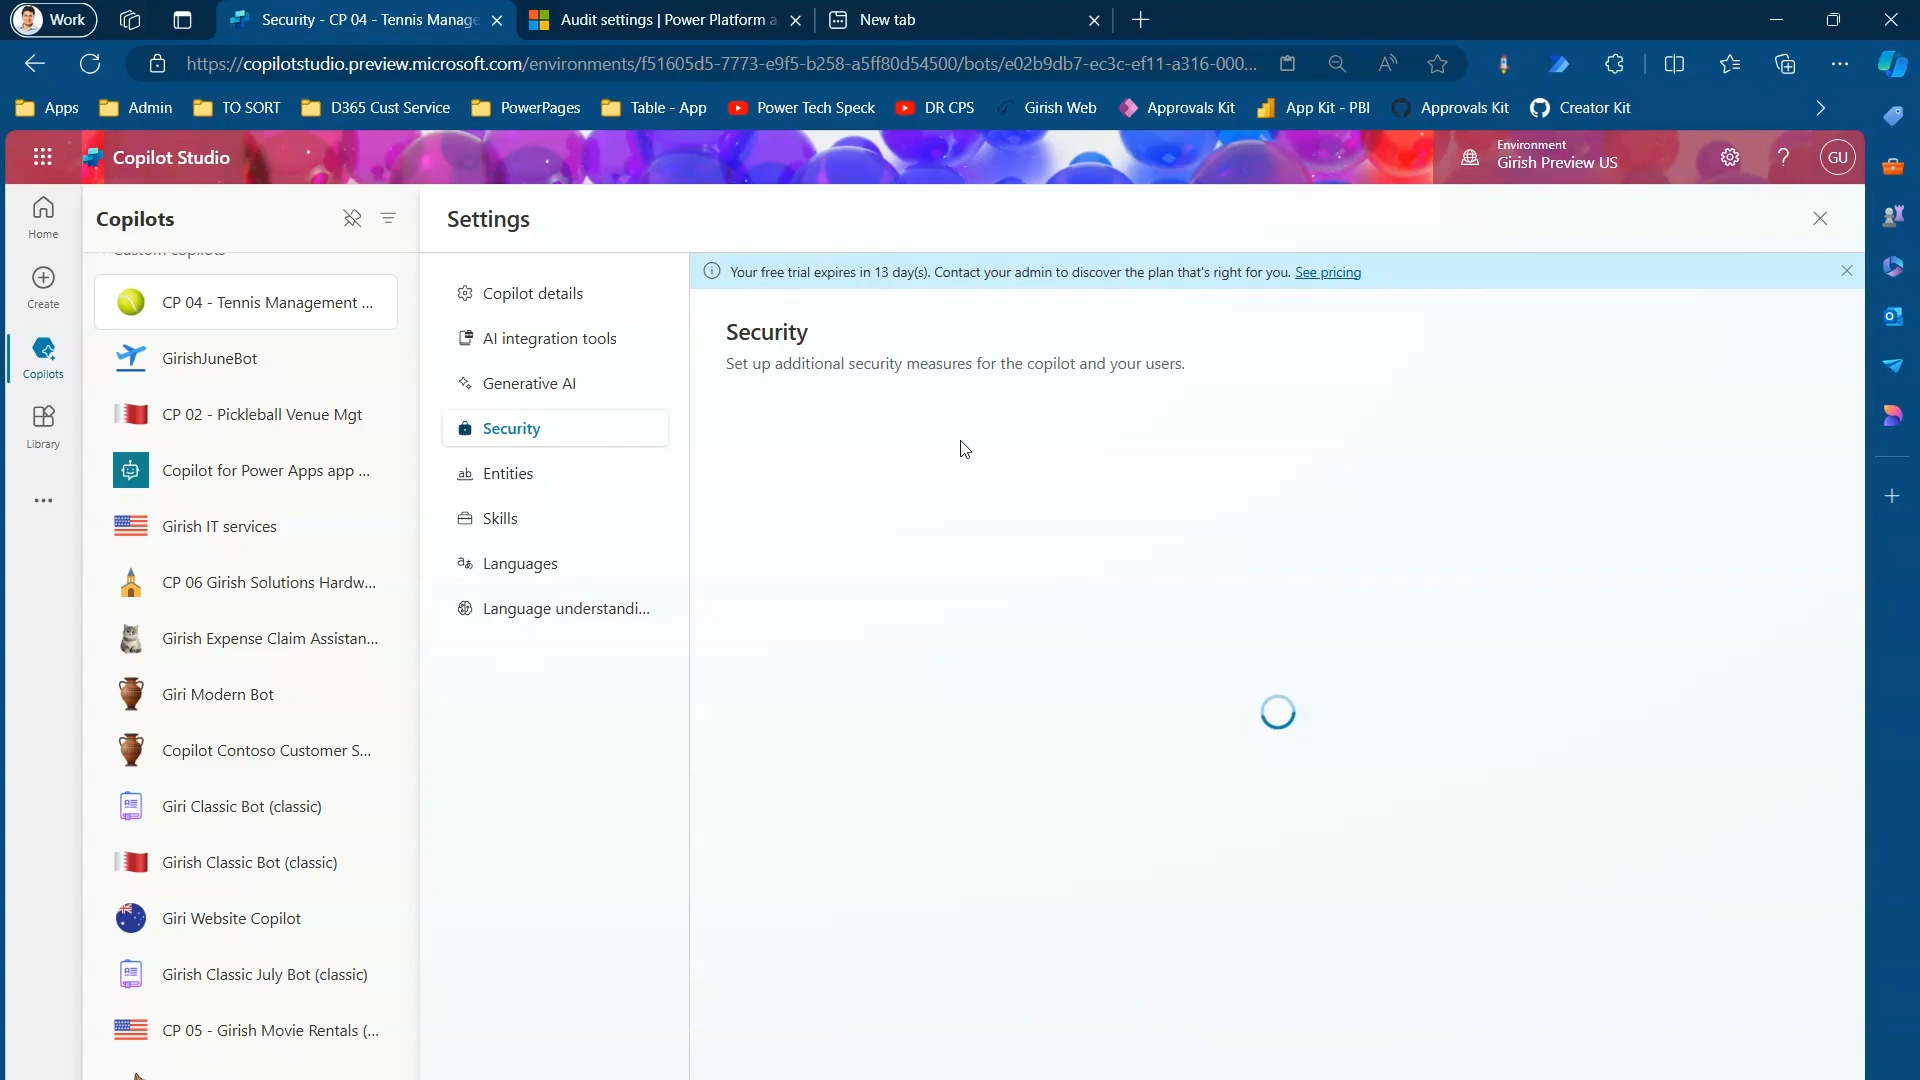 Work
Security - CP 04 - Tennis Manage
Audit settings | Power Platform a
New tab
https://copilotstudio.preview.microsoft.com/environments/f51605d5-7773-e9f5-b258-a5ff80d54500/bots/e02b9db7-ec3c-ef11-a316-000...
Apps
Admin
TO SORT
D365 Cust Service
PowerPages
Table - App
Power Tech Speck
DR CPS
Girish Web
Approvals Kit
App Kit - PBI
Approvals Kit
Creator Kit
Copilot Studio
Environment
Girish Preview US
GU
Home
Create
Copilots
Library
Copilots
Custom copilots
CP 04 - Tennis Management ...
GirishJuneBot
CP 02 - Pickleball Venue Mgt
Copilot for Power Apps app ...
Girish IT services
CP 06 Girish Solutions Hardw...
Girish Expense Claim Assistan...
Giri Modern Bot
Copilot Contoso Customer S...
Giri Classic Bot (classic)
Girish Classic Bot (classic)
Giri Website Copilot
Girish Classic July Bot (classic)
CP 05 - Girish Movie Rentals (...
Settings
Copilot details
AI integration tools
Generative AI
Security
Entities
Skills
Languages
Language understandi...
Your free trial expires in 13 day(s). Contact your admin to discover the plan that's right for you. See pricing
Security
Set up additional security measures for the copilot and your users.